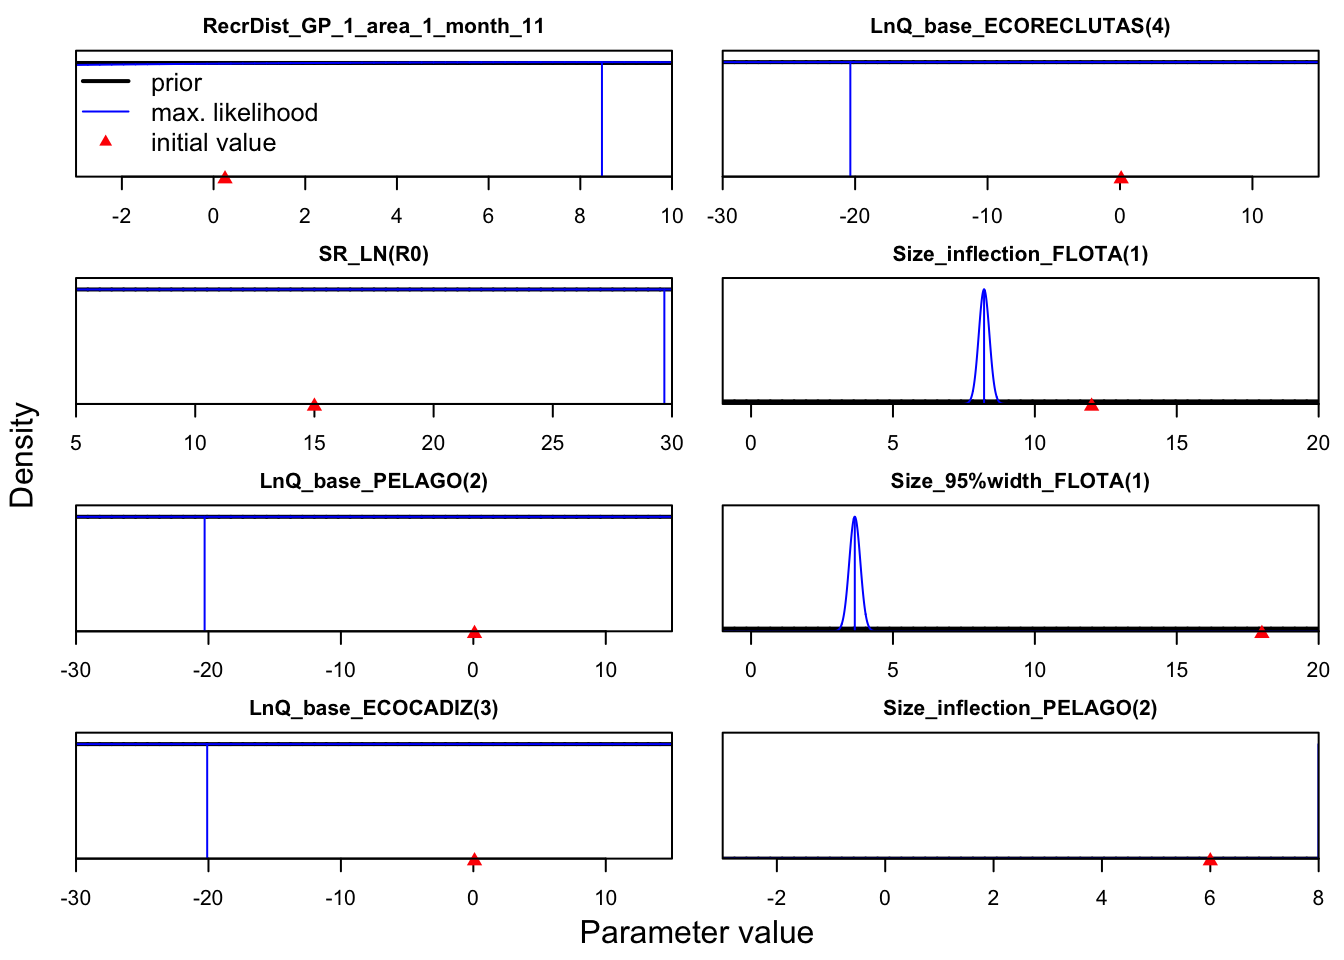 RecrDist_GP_1_area_1_month_11
prior
max. likelihood
initial value
-2 0 2 4 6 8 10
LnQ_base_ECORECLUTAS(4)
-30 -20 -10 0 10
SR_LN(R0)
5 10 15 20 25 30
Size_inflection_FLOTA(1)
0 5 10 15 20
LnQ_base_PELAGO(2)
-30 -20 -10 0 10
Size_95%width_FLOTA(1)
0 5 10 15 20
LnQ_base_ECOCADIZ(3)
-30 -20 -10 0 10
Size_inflection_PELAGO(2)
-2 0 2 4 6 8
Density
Parameter value